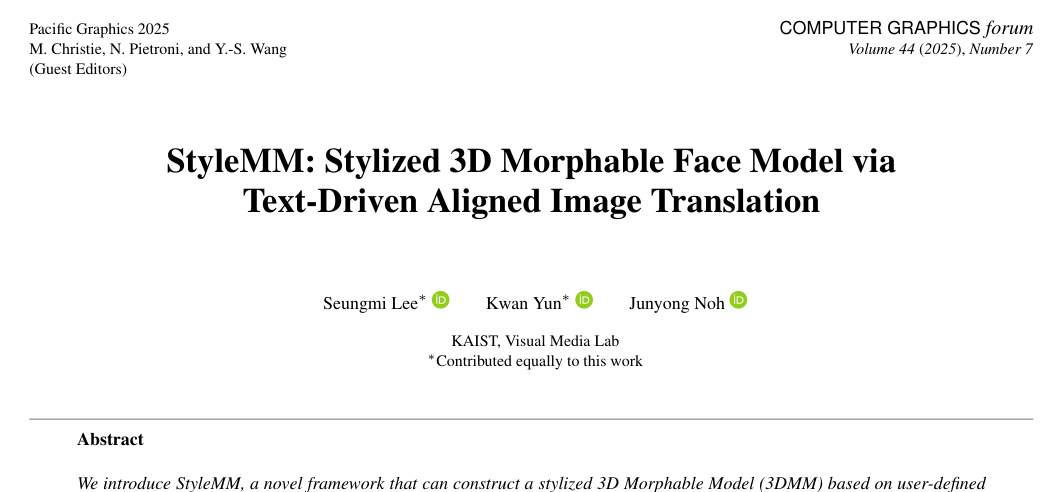 Pacific Graphics 2025
M. Christie, N. Pietroni, and Y.-S. Wang
(Guest Editors)
COMPUTER GRAPHICS forum
Volume 44 (2025), Number 7
StyleMM: Stylized 3D Morphable Face Model via
Text-Driven Aligned Image Translation
Seungmi Lee* iD Kwan Yun* iD Junyong Noh iD
KAIST, Visual Media Lab
*Contributed equally to this work
Abstract
We introduce StyleMM, a novel framework that can construct a stylized 3D Morphable Model (3DMM) based on user-defined